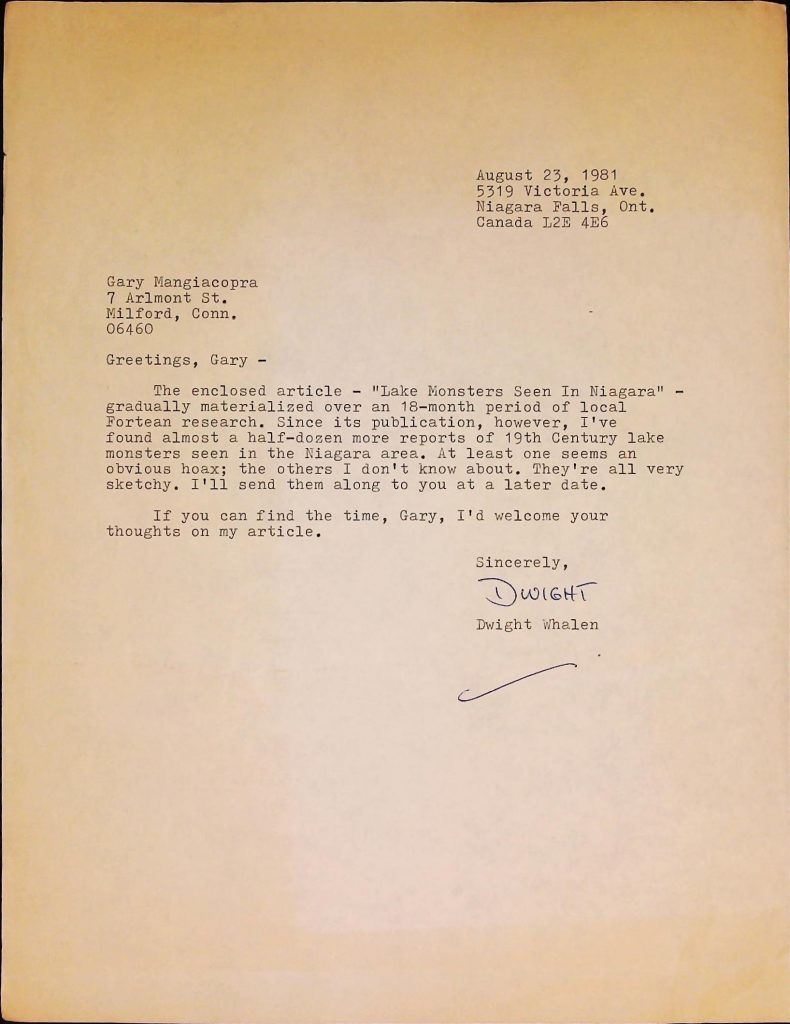 August 23, 1981
5319 Victoria Ave.
Niagara Falls, Ont.
Canada L2E 4E6
Gary Mangiacopra
7 Arlmont St.
Milford, Conn.
06460
Greetings, Gary -
The enclosed article - "Lake Monsters Seen In Niagara" -
gradually materialized over an 18-month period of local
Fortean research. Since its publication, however, I've
found almost a half-dozen more reports of 19th Century lake
monsters seen in the Niagara area. At least one seems an
obvious hoax; the others I don't know about. They're all very
sketchy. I'll send them along to you at a later date.
If you can find the time, Gary, I'd welcome your
thoughts on my article.
Sincerely,
DWIGHT
Dwight Whalen